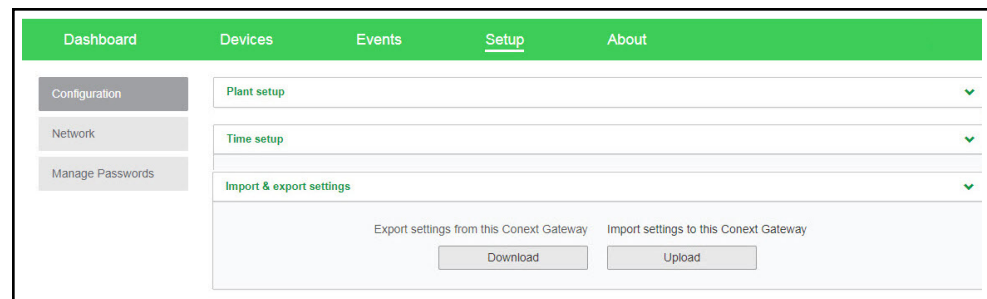 Dashboard Devices Events Setup About
Configuration
Network
Manage Passwords
Plant setup
Time setup
Import & export settings
Export settings from this Conext Gateway Import settings to this Conext Gateway
Download Upload